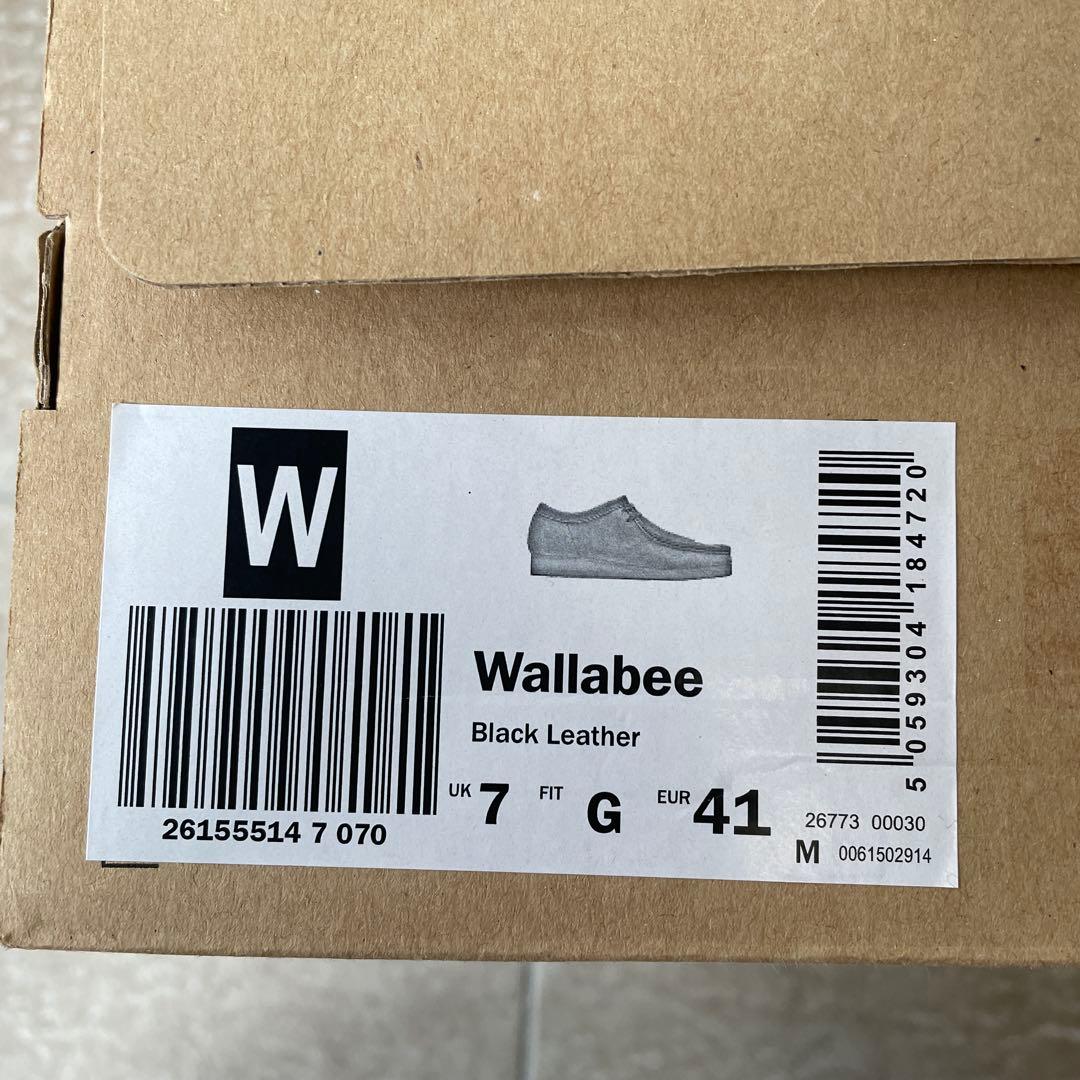 W
26155514 7 070
Wallabee
Black Leather
UK 7 FIT G EUR 41
5 059304 184720
26773 00030
M 0061502914